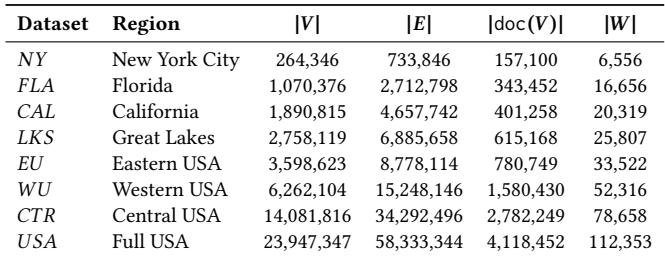 Dataset Region |V| |E| |doc(V)| |W|
NY New York City 264,346 733,846 157,100 6,556
FLA Florida 1,070,376 2,712,798 343,452 16,656
CAL California 1,890,815 4,657,742 401,258 20,319
LKS Great Lakes 2,758,119 6,885,658 615,168 25,807
EU Eastern USA 3,598,623 8,778,114 780,749 33,522
WU Western USA 6,262,104 15,248,146 1,580,430 52,316
CTR Central USA 14,081,816 34,292,496 2,782,249 78,658
USA Full USA 23,947,347 58,333,344 4,118,452 112,353